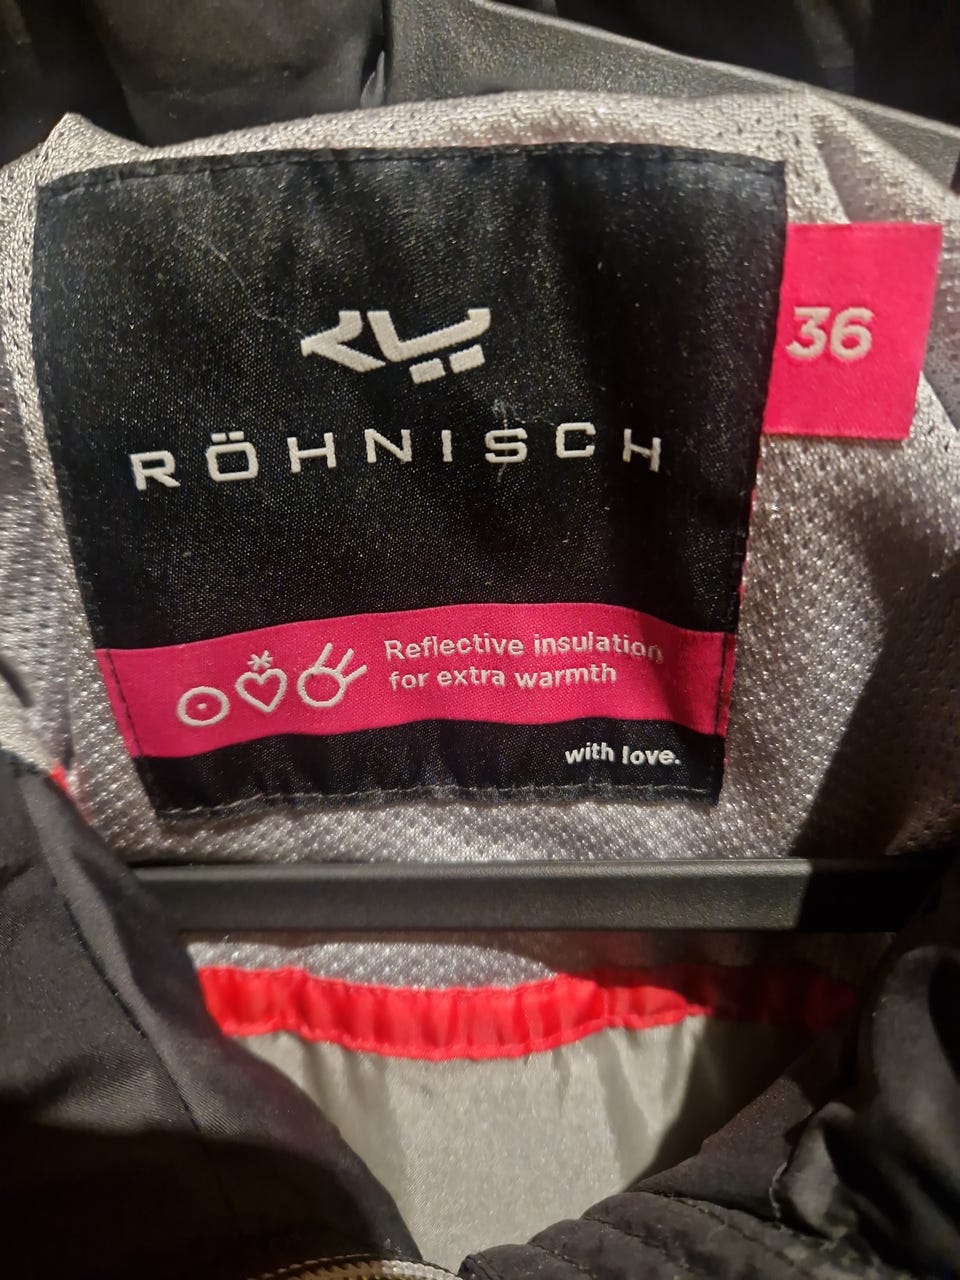 RÖHNISCH
36
Reflective insulation
for extra warmth
with love.